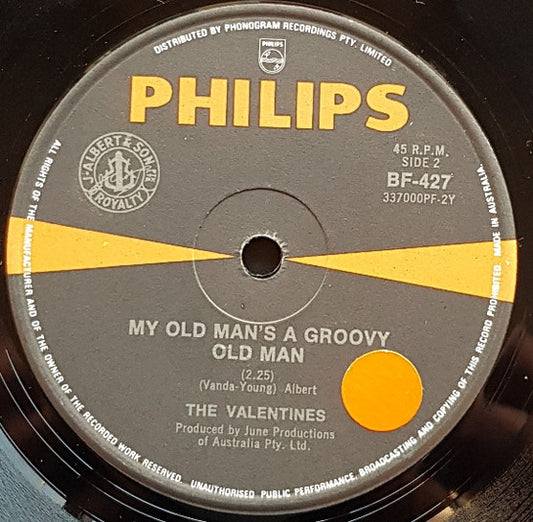 DISTRIBUTED BY PHONOGRAM RECORDINGS PTY. LIMITED
PHILIPS
PHILIPS
J. ALBERT & SON PTY. LTD.
ROYALTY
45 R.P.M.
SIDE 2
BF-427
337000PF-2Y
MY OLD MAN'S A GROOVY
OLD MAN
(2.25)
(Vanda-Young) Albert
THE VALENTINES
Produced by June Productions
of Australia Pty. Ltd.
ALL RIGHTS OF THE MANUFACTURER AND OF THE OWNER OF THE RECORDED WORK RESERVED. UNAUTHORISED PUBLIC PERFORMANCE, BROADCASTING AND COPYING OF THIS RECORD PROHIBITED. MADE IN AUSTRALIA.